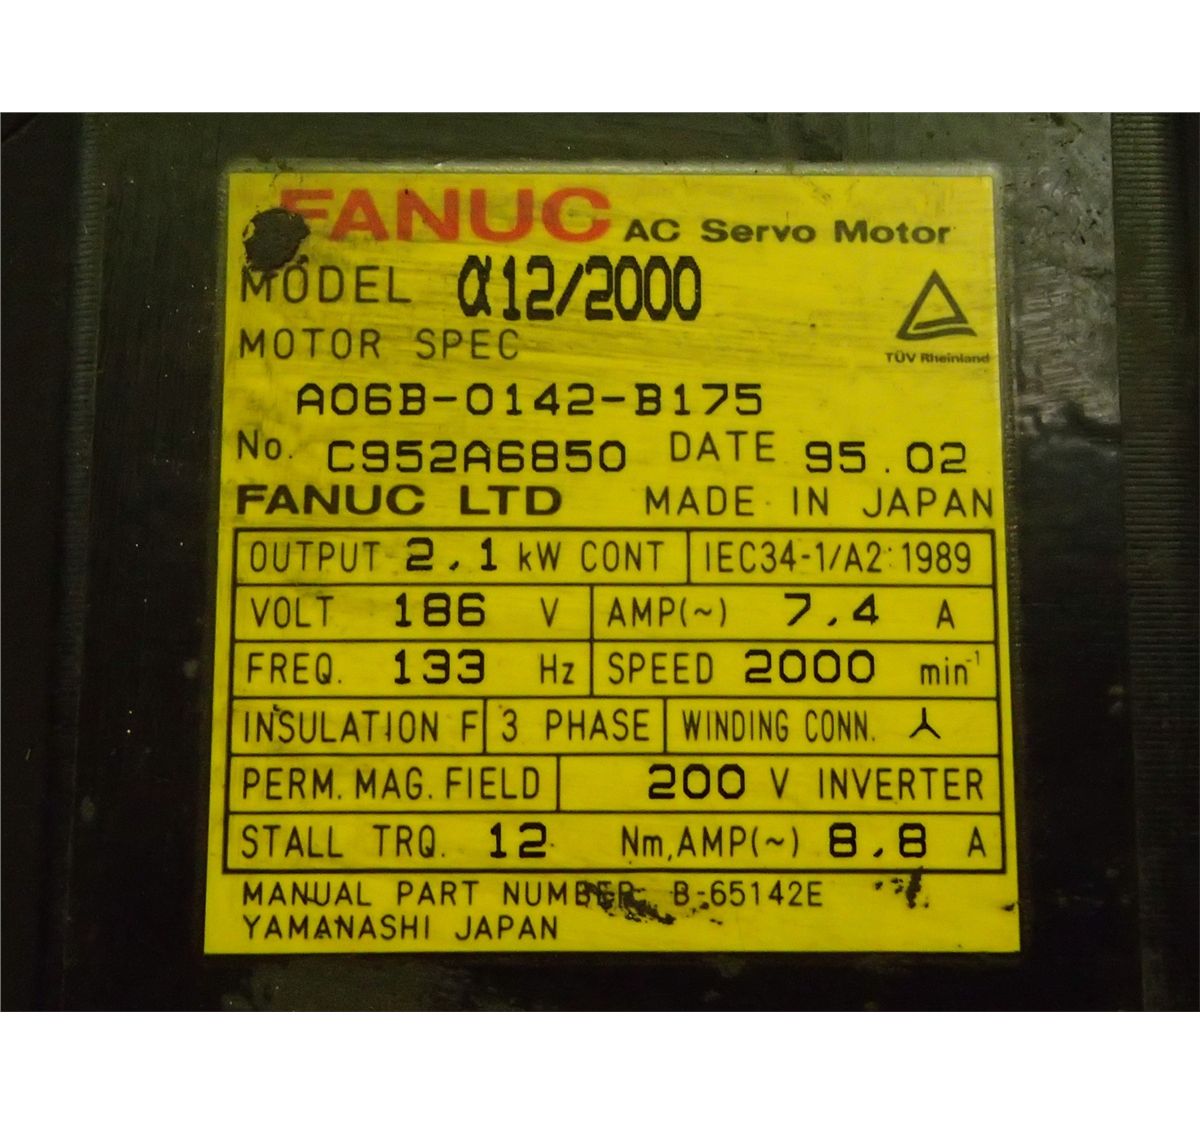 FANUC AC Servo Motor
MODEL α12/2000
TÜV Rheinland
MOTOR SPEC
A06B-0142-B175
No. C952A6850 DATE 95.02
FANUC LTD MADE IN JAPAN
OUTPUT 2.1 kW CONT IEC34-1/A2:1989
VOLT 186 V AMP(~) 7.4 A
FREQ. 133 Hz SPEED 2000 min⁻¹
INSULATION F 3 PHASE WINDING CONN.
PERM. MAG. FIELD 200 V INVERTER
STALL TRQ. 12 Nm, AMP(~) 8.8 A
MANUAL PART NUMBER B-65142E
YAMANASHI JAPAN